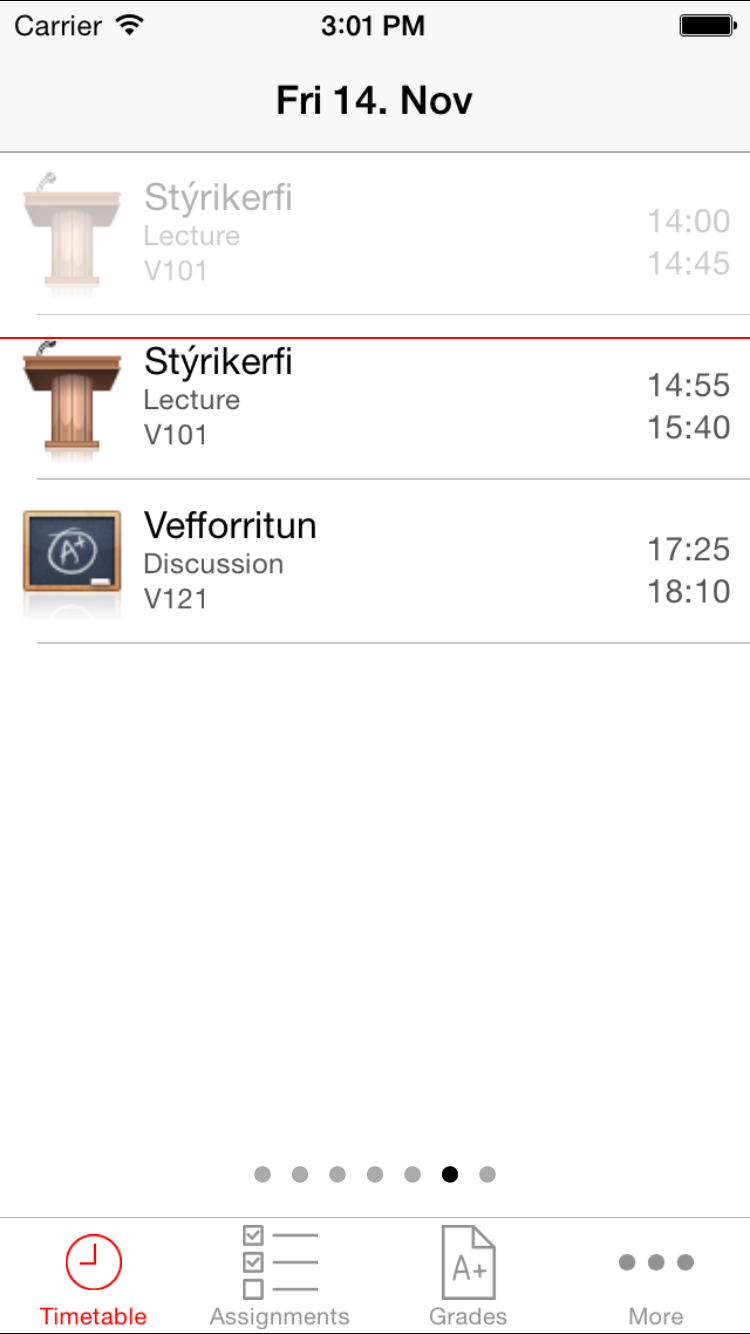 Carrier 3:01 PM
Fri 14. Nov
Stýrikerfi
Lecture
V101
14:00
14:45
Stýrikerfi
Lecture
V101
14:55
15:40
Vefforritun
Discussion
V121
17:25
18:10
A+
A+
Timetable Assignments Grades More